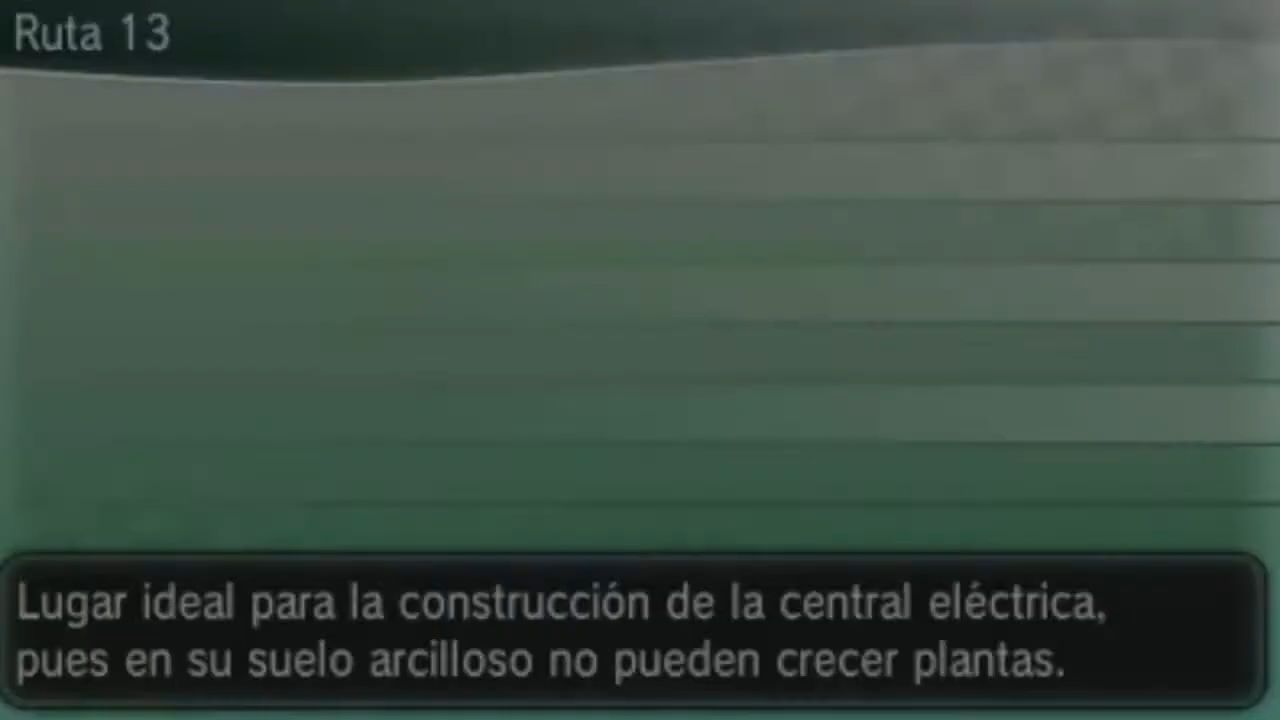 Ruta 13
Lugar ideal para la construcción de la central eléctrica,
pues en su suelo arcilloso no pueden crecer plantas.